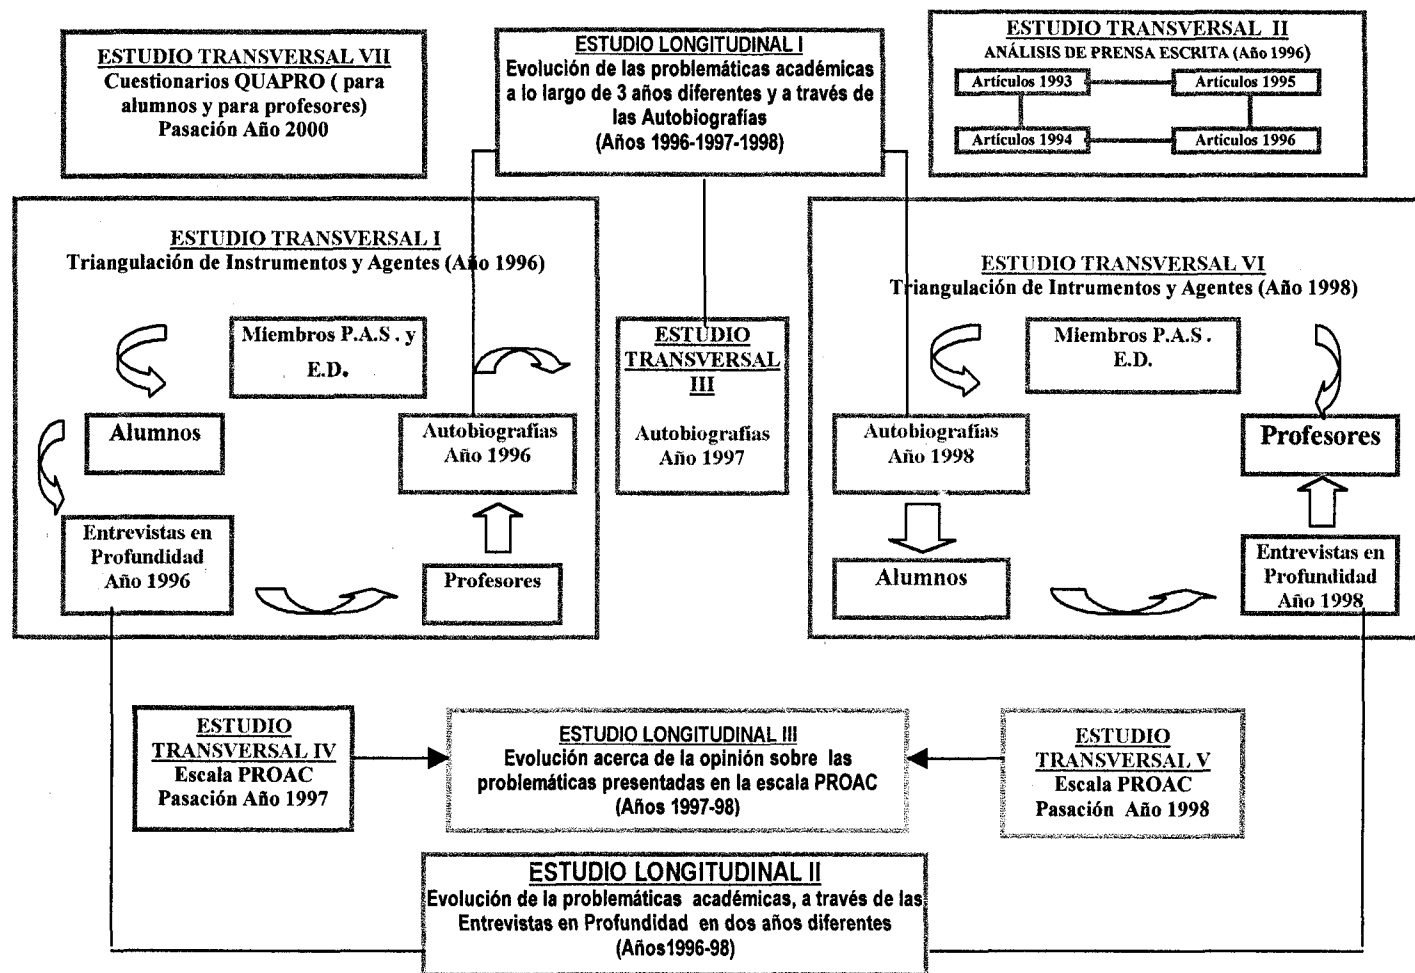 ESTUDIO TRANSVERSAL VII
Cuestionarios QUAPRO ( para
alumnos y para profesores)
Pasación Año 2000
ESTUDIO LONGITUDINAL I
Evolución de las problemáticas académicas
a lo largo de 3 años diferentes y a través de
las Autobiografías
(Años 1996-1997-1998)
ESTUDIO TRANSVERSAL II
ANÁLISIS DE PRENSA ESCRITA (Año 1996)
Artículos 1993
Artículos 1995
Artículos 1994
Artículos 1996
ESTUDIO TRANSVERSAL I
Triangulación de Instrumentos y Agentes (Año 1996)
Miembros P.A.S . y
E.D.
Alumnos
Autobiografías
Año 1996
Entrevistas en
Profundidad
Año 1996
Profesores
ESTUDIO
TRANSVERSAL
III
Autobiografías
Año 1997
ESTUDIO TRANSVERSAL VI
Triangulación de Intrumentos y Agentes (Año 1998)
Miembros P.A.S .
E.D.
Autobiografías
Año 1998
Profesores
Alumnos
Entrevistas en
Profundidad
Año 1998
ESTUDIO
TRANSVERSAL IV
Escala PROAC
Pasación Año 1997
ESTUDIO LONGITUDINAL III
Evolución acerca de la opinión sobre las
problemáticas presentadas en la escala PROAC
(Años 1997-98)
ESTUDIO
TRANSVERSAL V
Escala PROAC
Pasación Año 1998
ESTUDIO LONGITUDINAL II
Evolución de la problemáticas académicas, a través de las
Entrevistas en Profundidad en dos años diferentes
(Años1996-98)